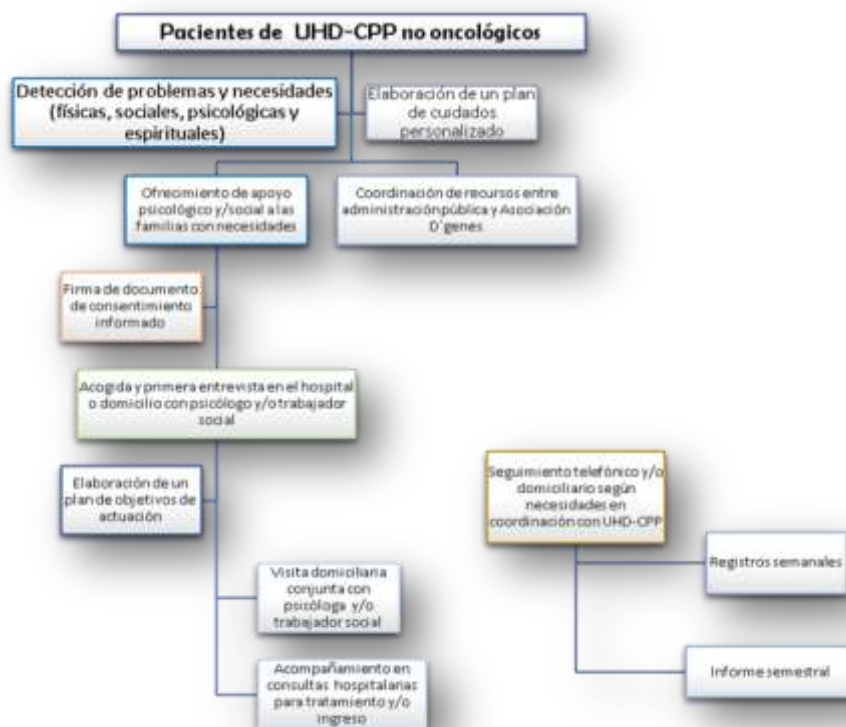 Pacientes de UHD-CPP no oncológicos
Detección de problemas y necesidades
(físicas, sociales, psicológicas y
espirituales)
Elaboración de un plan
de cuidados
personalizado
Ofrecimiento de apoyo
psicológico y/social a las
familias con necesidades
Coordinación de recursos entre
administración pública y Asociación
D´genes
Firma de documento
de consentimiento
informado
Acogida y primera entrevista en el hospital
o domicilio con psicólogo y/o trabajador
social
Elaboración de un
plan de objetivos de
actuación
Seguimiento telefónico y/o
domiciliario según
necesidades en
coordinación con UHD-CPP
Registros semanales
Visita domiciliaria
conjunta con
psicóloga y/o
trabajador social
Informe semestral
Acompañamiento en
consultas hospitalarias
para tratamiento y/o
ingreso